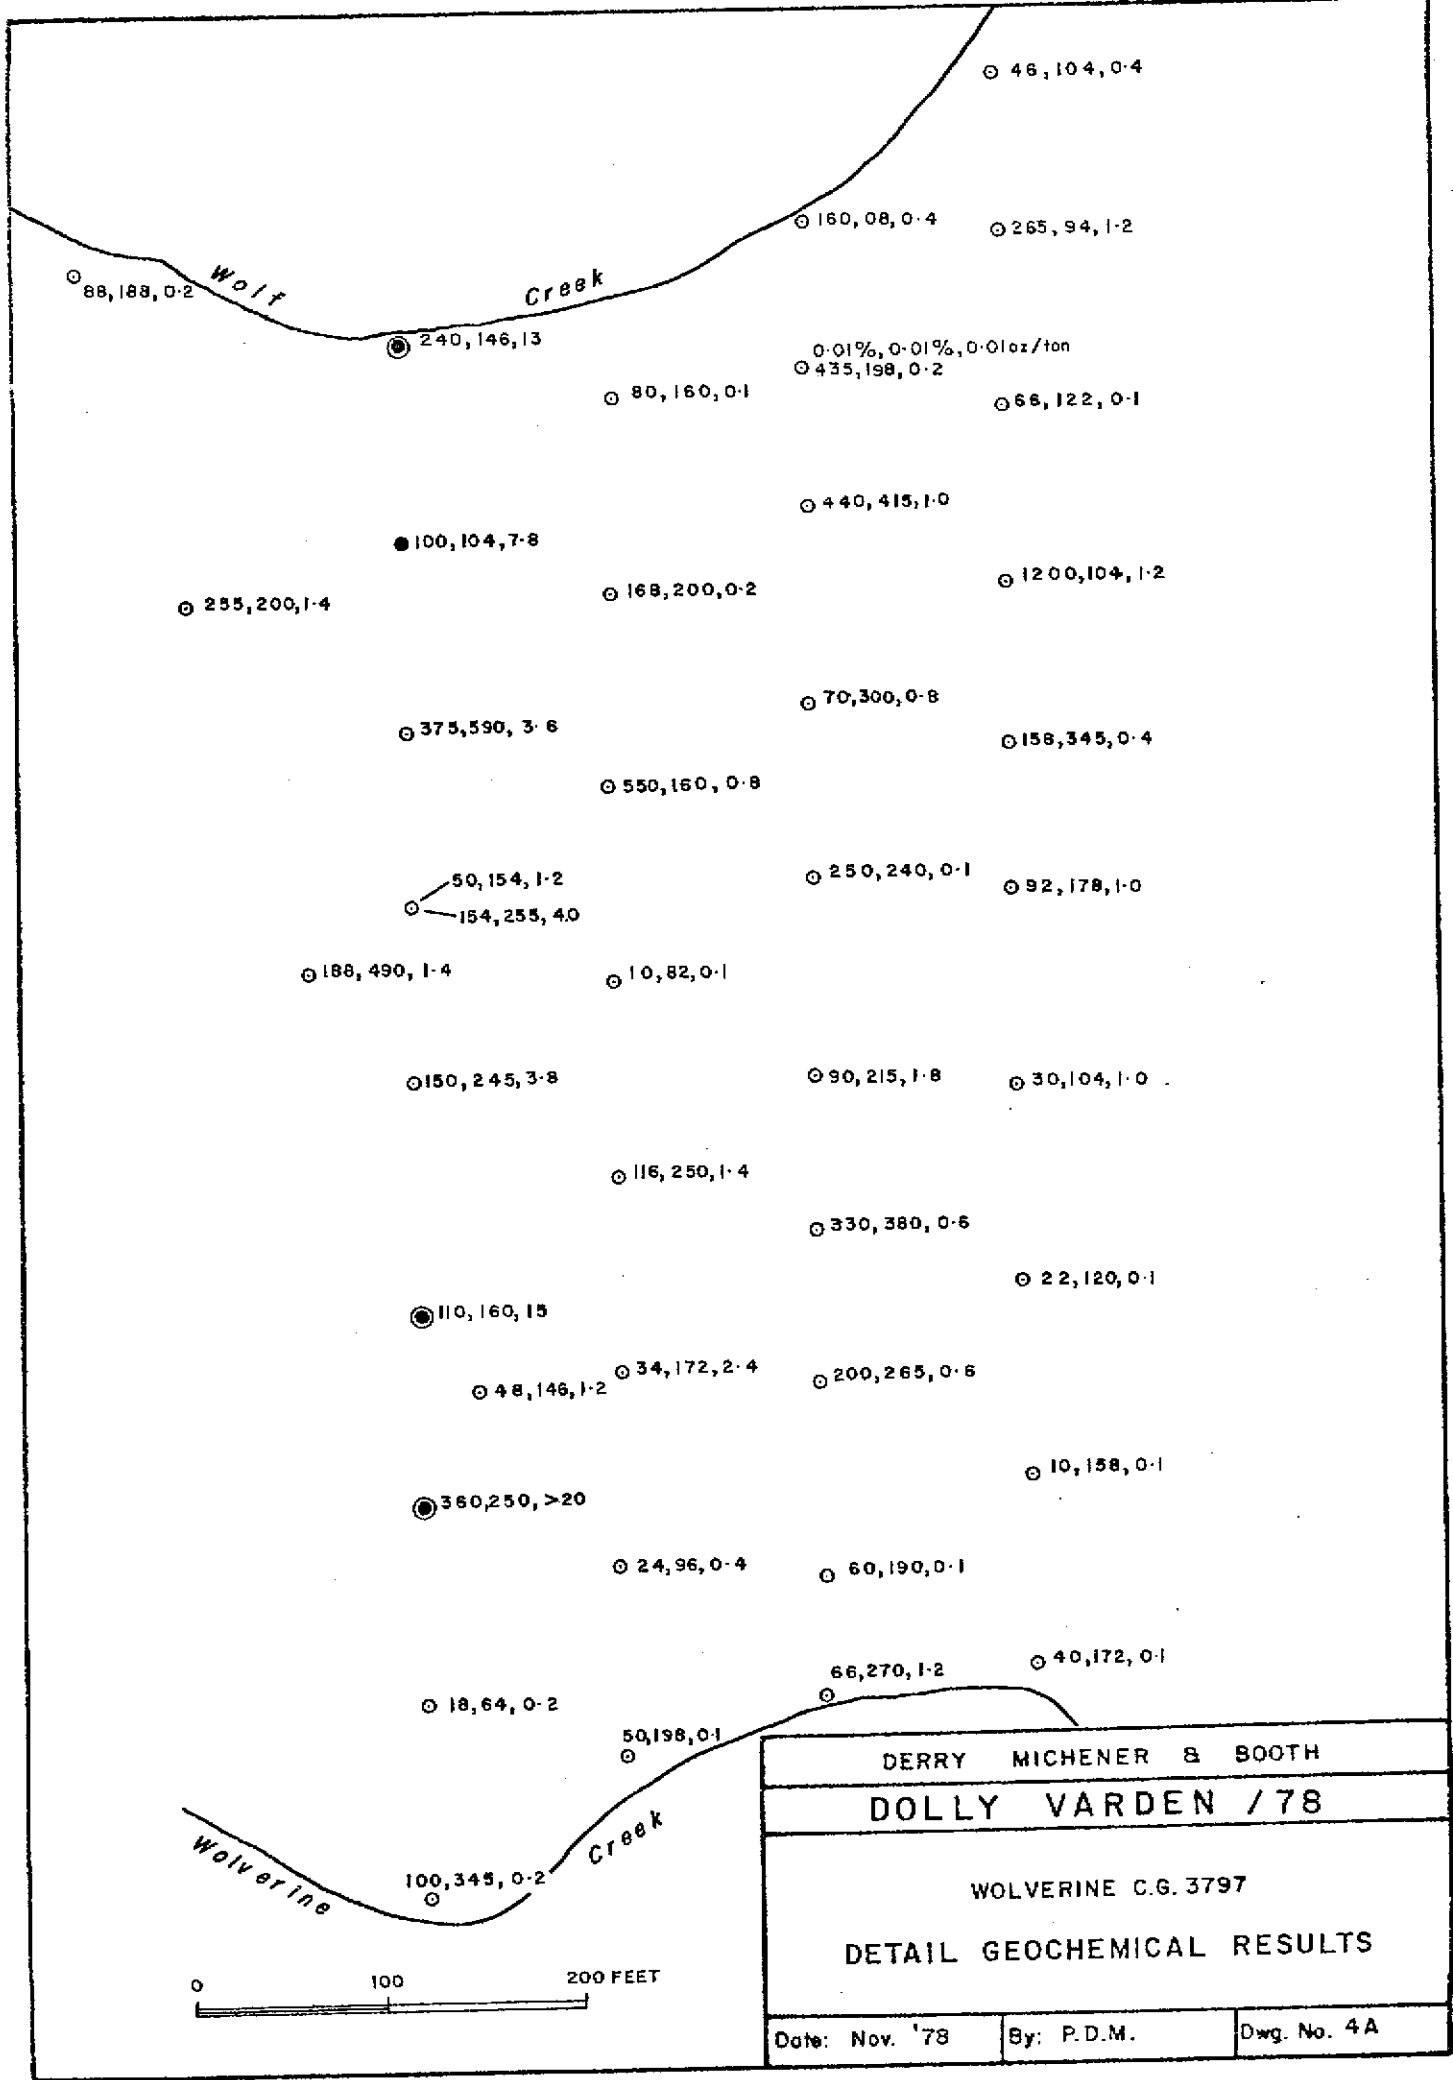 46, 104, 0·4
160, 08, 0·4
265, 94, 1·2
88, 188, 0·2
Wolf Creek
240, 146, 13
0·01%, 0·01%, 0·01oz/ton
435, 198, 0·2
80, 160, 0·1
66, 122, 0·1
440, 415, 1·0
100, 104, 7·8
1200, 104, 1·2
168, 200, 0·2
255, 200, 1·4
70, 300, 0·8
375, 590, 3·6
158, 345, 0·4
550, 160, 0·8
50, 154, 1·2
250, 240, 0·1
92, 178, 1·0
154, 255, 4.0
188, 490, 1·4
10, 82, 0·1
150, 245, 3·8
90, 215, 1·8
30, 104, 1·0
116, 250, 1·4
330, 380, 0·6
22, 120, 0·1
110, 160, 15
34, 172, 2·4
200, 265, 0·6
48, 146, 1·2
10, 158, 0·1
360, 250, >20
24, 96, 0·4
60, 190, 0·1
40, 172, 0·1
66, 270, 1·2
18, 64, 0·2
50, 198, 0·1
Wolverine Creek
100, 345, 0·2
0 100 200 FEET
DERRY MICHENER & BOOTH
DOLLY VARDEN / 78
WOLVERINE C.G. 3797
DETAIL GEOCHEMICAL RESULTS
Date: Nov. '78
By: P.D.M.
Dwg. No. 4A